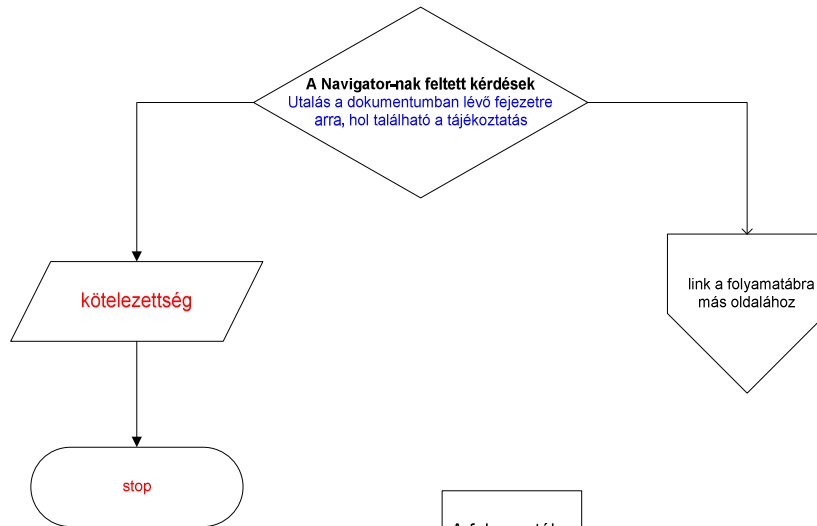 A Navigator-nak feltett kérdések
Utalás a dokumentumban lévő fejezetre
arra, hol található a tájékoztatás
kötelezettség
link a folyamatábra
más oldalához
stop